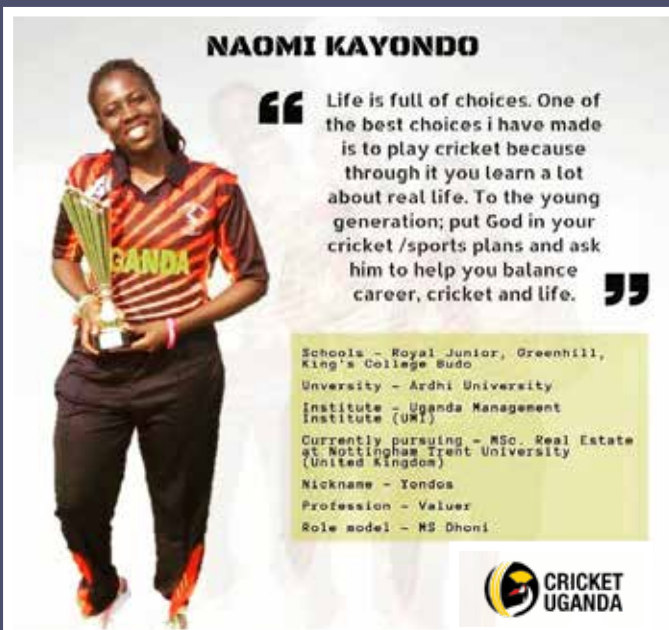 NAOMI KAYONDO
“ Life is full of choices. One of
the best choices i have made
is to play cricket because
through it you learn a lot
about real life. To the young
generation; put God in your
cricket /sports plans and ask
him to help you balance
career, cricket and life. ”
UGANDA
Schools - Royal Junior, Greenhill,
King's College Budo
Unversity - Ardhi University
Institute - Uganda Management
Institute (UMI)
Currently pursuing - MSc. Real Estate
at Nottingham Trent University
(United Kingdom)
Nickname - Yondos
Profession - Valuer
Role model - MS Dhoni
CRICKET
UGANDA